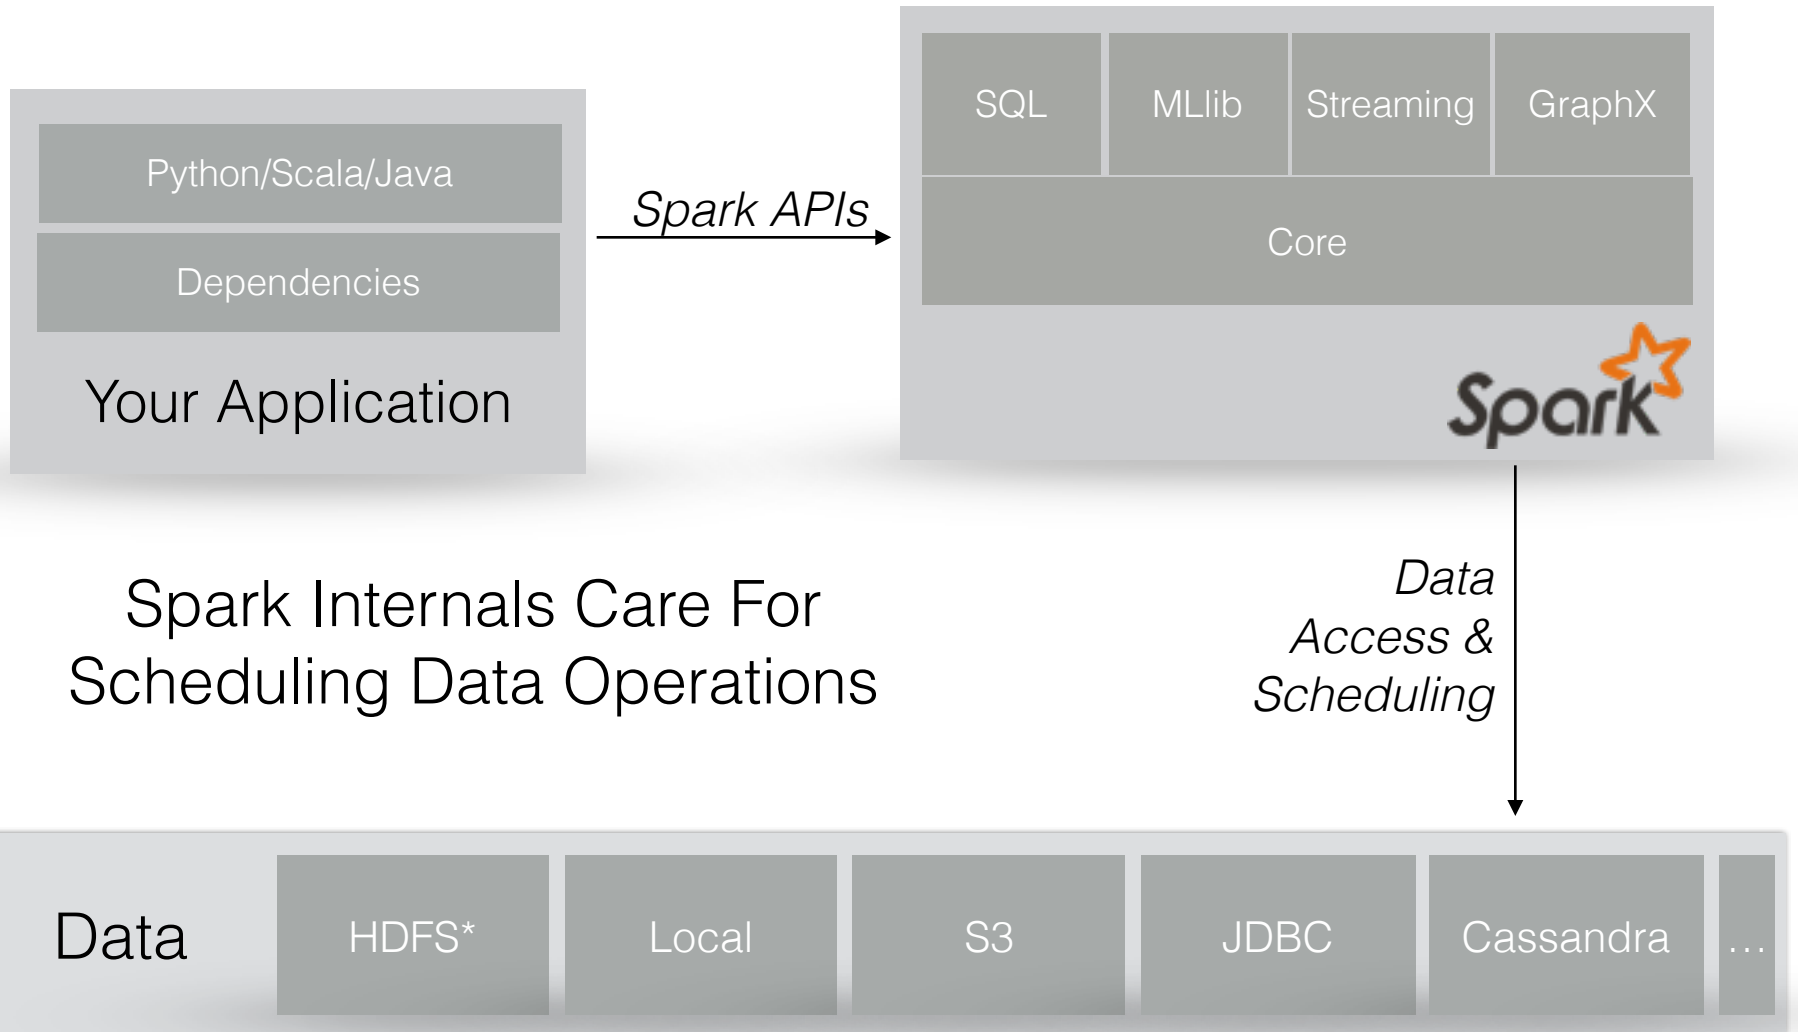 Python/Scala/Java
Dependencies
Your Application
Spark APIs
SQL
MLlib
Streaming
GraphX
Core
Spark
Spark Internals Care For
Scheduling Data Operations
Data
Access &
Scheduling
Data
HDFS*
Local
S3
JDBC
Cassandra
...